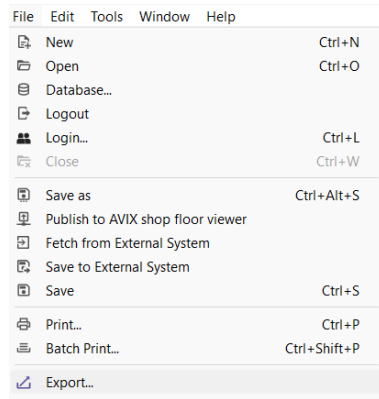 File Edit Tools Window Help
New Ctrl+N
Open Ctrl+O
Database...
Logout
Login... Ctrl+L
Close Ctrl+W
Save as Ctrl+Alt+S
Publish to AVIX shop floor viewer
Fetch from External System
Save to External System
Save Ctrl+S
Print... Ctrl+P
Batch Print... Ctrl+Shift+P
Export...